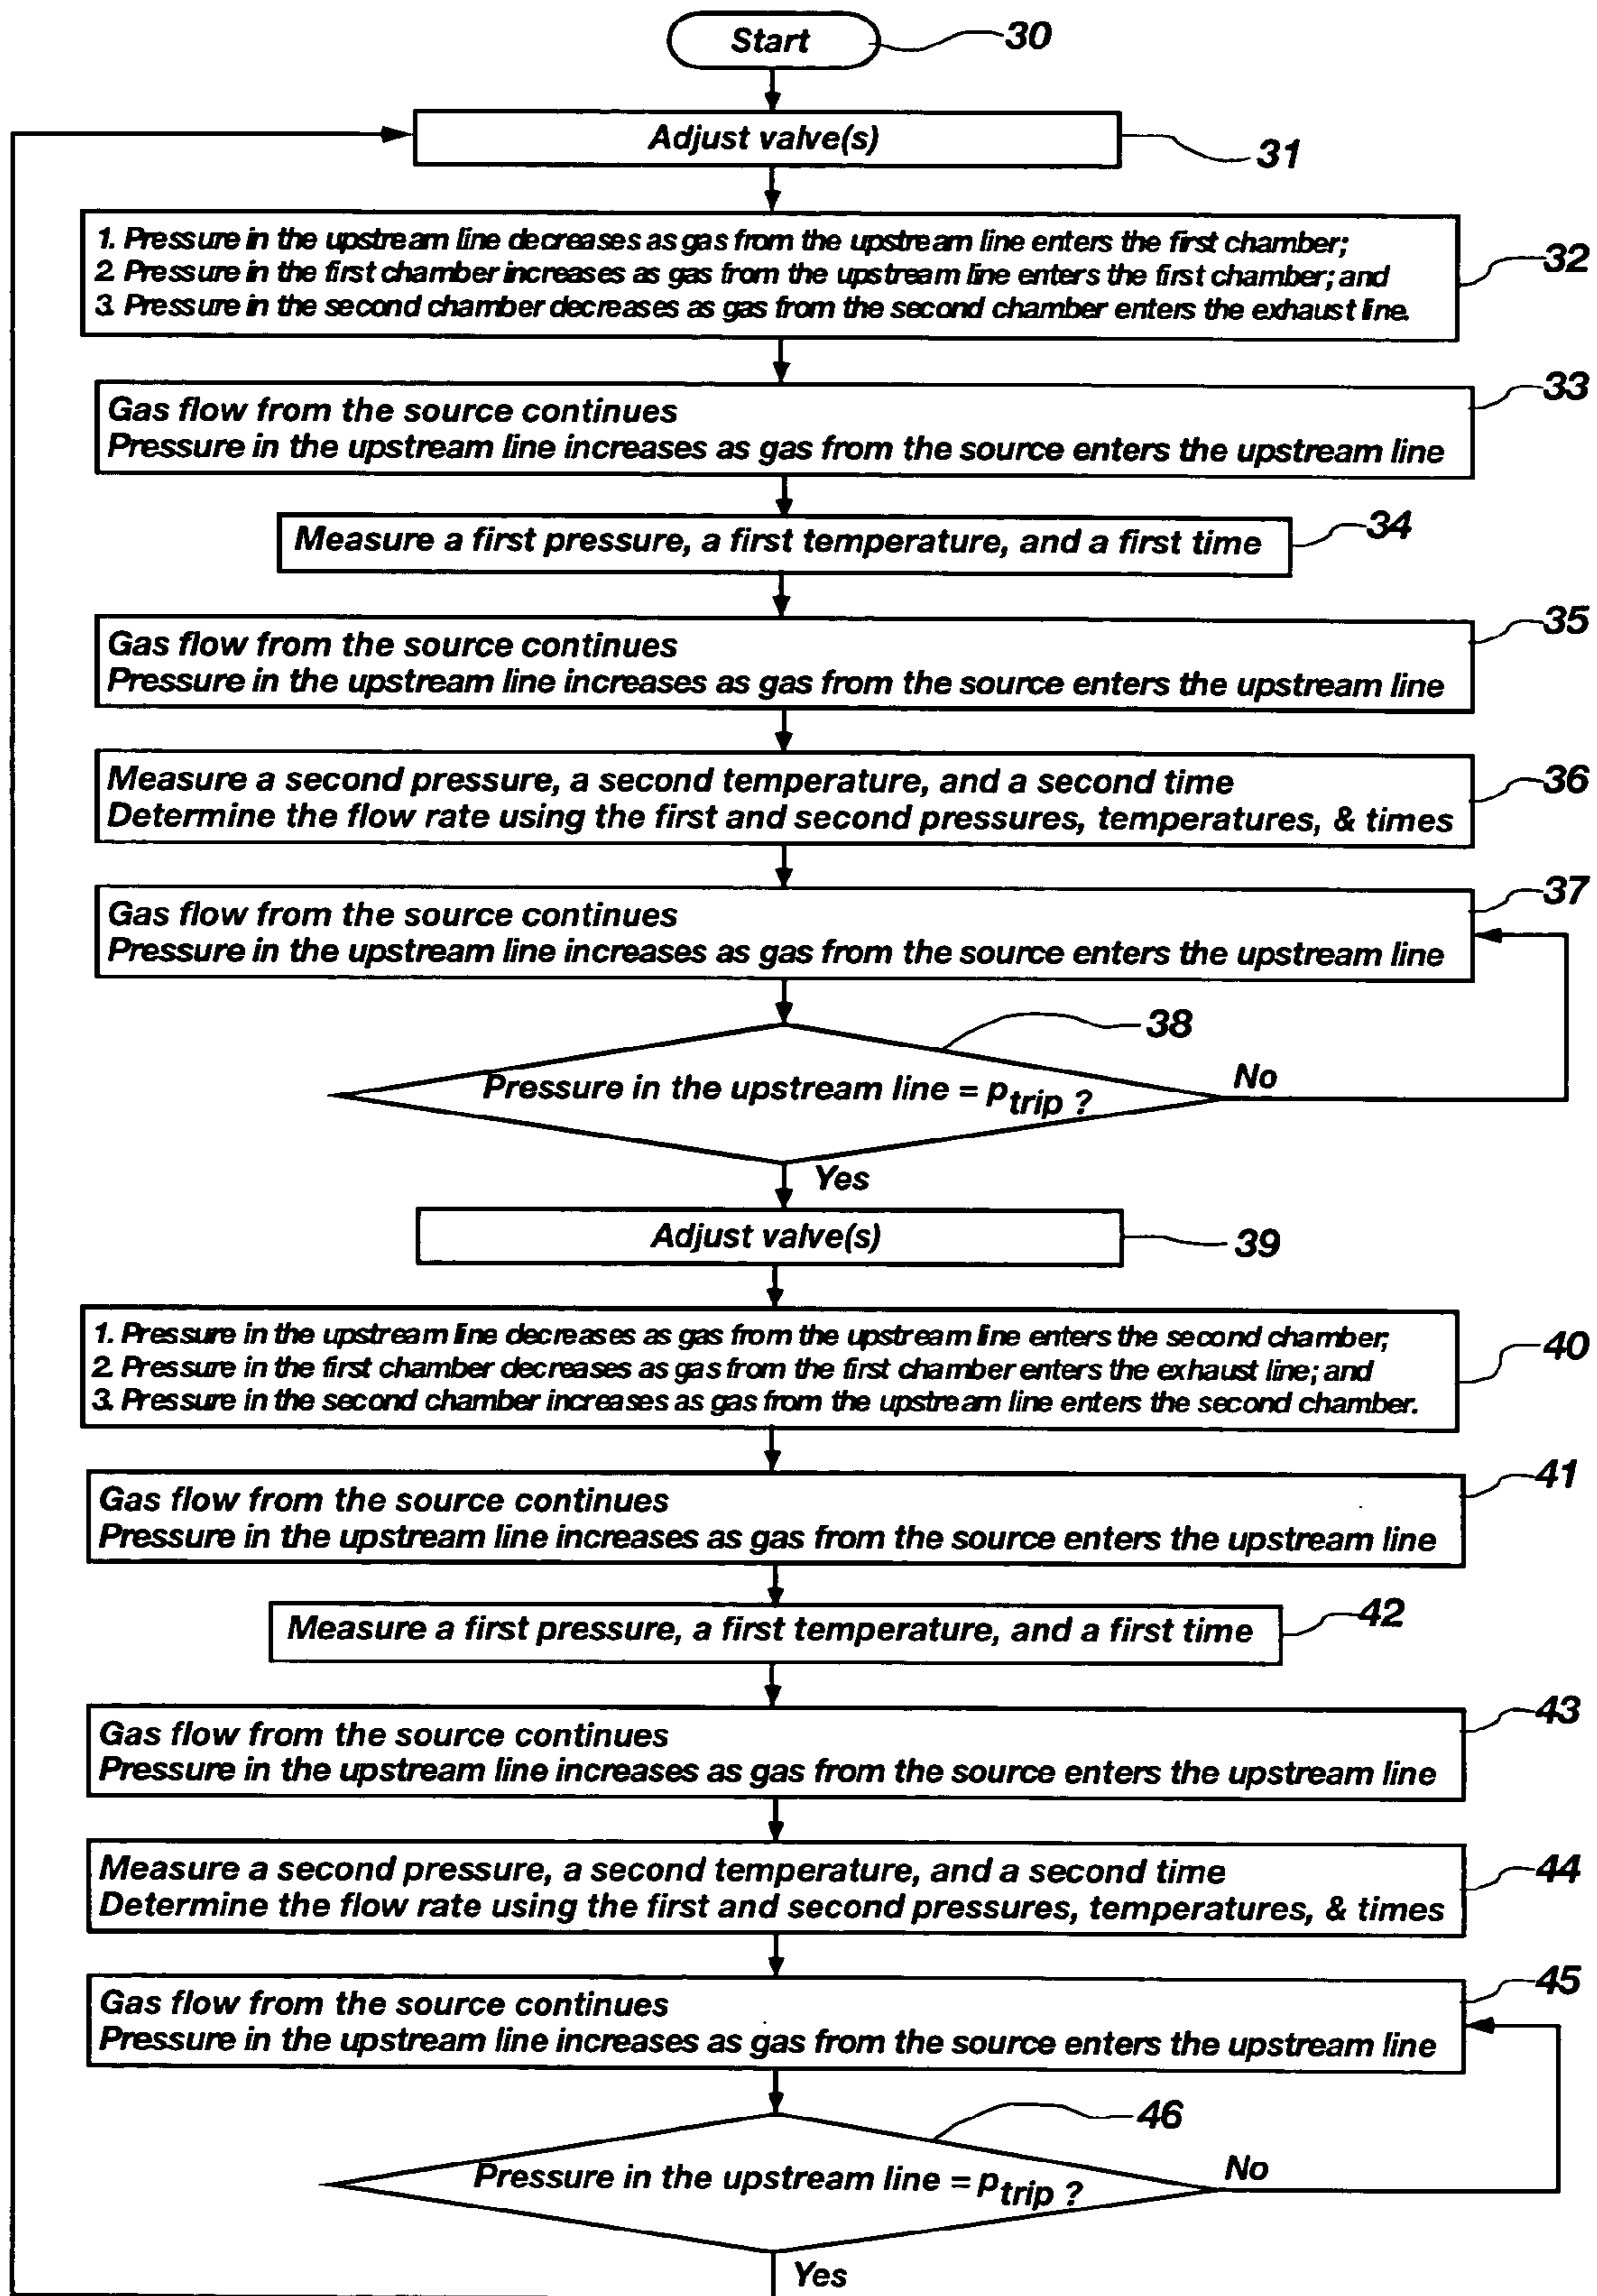 Start
30
Adjust valve(s)
31
1. Pressure in the upstream line decreases as gas from the upstream line enters the first chamber;
2. Pressure in the first chamber increases as gas from the upstream line enters the first chamber; and
3. Pressure in the second chamber decreases as gas from the second chamber enters the exhaust line.
32
Gas flow from the source continues
Pressure in the upstream line increases as gas from the source enters the upstream line
33
Measure a first pressure, a first temperature, and a first time
34
Gas flow from the source continues
Pressure in the upstream line increases as gas from the source enters the upstream line
35
Measure a second pressure, a second temperature, and a second time
Determine the flow rate using the first and second pressures, temperatures, & times
36
Gas flow from the source continues
Pressure in the upstream line increases as gas from the source enters the upstream line
37
38
Pressure in the upstream line = ptrip ?
No
Yes
Adjust valve(s)
39
1. Pressure in the upstream line decreases as gas from the upstream line enters the second chamber;
2. Pressure in the first chamber decreases as gas from the first chamber enters the exhaust line; and
3. Pressure in the second chamber increases as gas from the upstream line enters the second chamber.
40
Gas flow from the source continues
Pressure in the upstream line increases as gas from the source enters the upstream line
41
Measure a first pressure, a first temperature, and a first time
42
Gas flow from the source continues
Pressure in the upstream line increases as gas from the source enters the upstream line
43
Measure a second pressure, a second temperature, and a second time
Determine the flow rate using the first and second pressures, temperatures, & times
44
Gas flow from the source continues
Pressure in the upstream line increases as gas from the source enters the upstream line
45
46
Pressure in the upstream line = ptrip ?
No
Yes